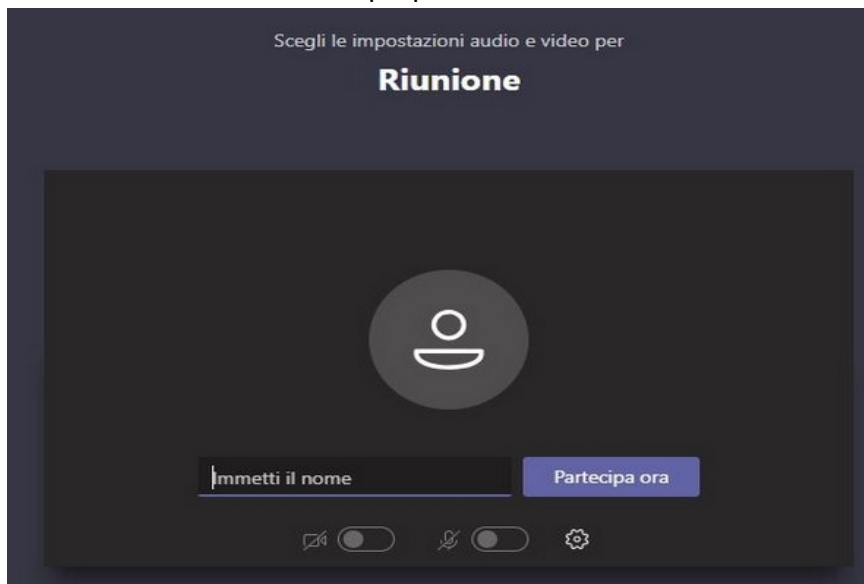 Scegli le impostazioni audio e video per
Riunione
Immetti il nome
Partecipa ora